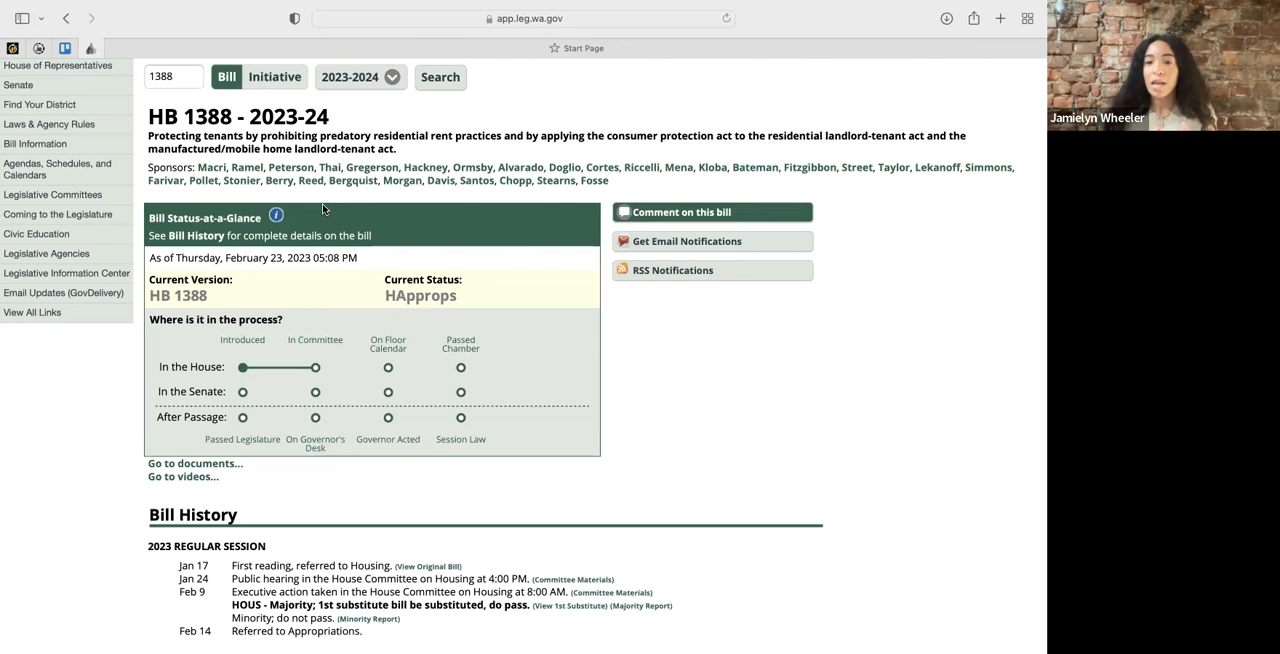 app.leg.wa.gov
Start Page
House of Representatives
Senate
Find Your District
Laws & Agency Rules
Bill Information
Agendas, Schedules, and
Calendars
Legislative Committees
Coming to the Legislature
Civic Education
Legislative Agencies
Legislative Information Center
Email Updates (GovDelivery)
View All Links
1388 Bill Initiative 2023-2024 Search
HB 1388 - 2023-24
Protecting tenants by prohibiting predatory residential rent practices and by applying the consumer protection act to the residential landlord-tenant act and the
manufactured/mobile home landlord-tenant act.
Sponsors: Macri, Ramel, Peterson, Thai, Gregerson, Hackney, Ormsby, Alvarado, Doglio, Cortes, Riccelli, Mena, Kloba, Bateman, Fitzgibbon, Street, Taylor, Lekanoff, Simmons,
Farivar, Pollet, Stonier, Berry, Reed, Bergquist, Morgan, Davis, Santos, Chopp, Stearns, Fosse
Bill Status-at-a-Glance i
See Bill History for complete details on the bill
As of Thursday, February 23, 2023 05:08 PM
Current Version: Current Status:
HB 1388 HApprops
Where is it in the process?
Introduced In Committee On Floor Calendar Passed Chamber
In the House:
In the Senate:
After Passage:
Passed Legislature On Governor's Desk Governor Acted Session Law
Comment on this bill
Get Email Notifications
RSS Notifications
Go to documents...
Go to videos...
Bill History
2023 REGULAR SESSION
Jan 17 First reading, referred to Housing. (View Original Bill)
Jan 24 Public hearing in the House Committee on Housing at 4:00 PM. (Committee Materials)
Feb 9 Executive action taken in the House Committee on Housing at 8:00 AM. (Committee Materials)
HOUS - Majority; 1st substitute bill be substituted, do pass. (View 1st Substitute) (Majority Report)
Minority; do not pass. (Minority Report)
Feb 14 Referred to Appropriations.
Jamielyn Wheeler